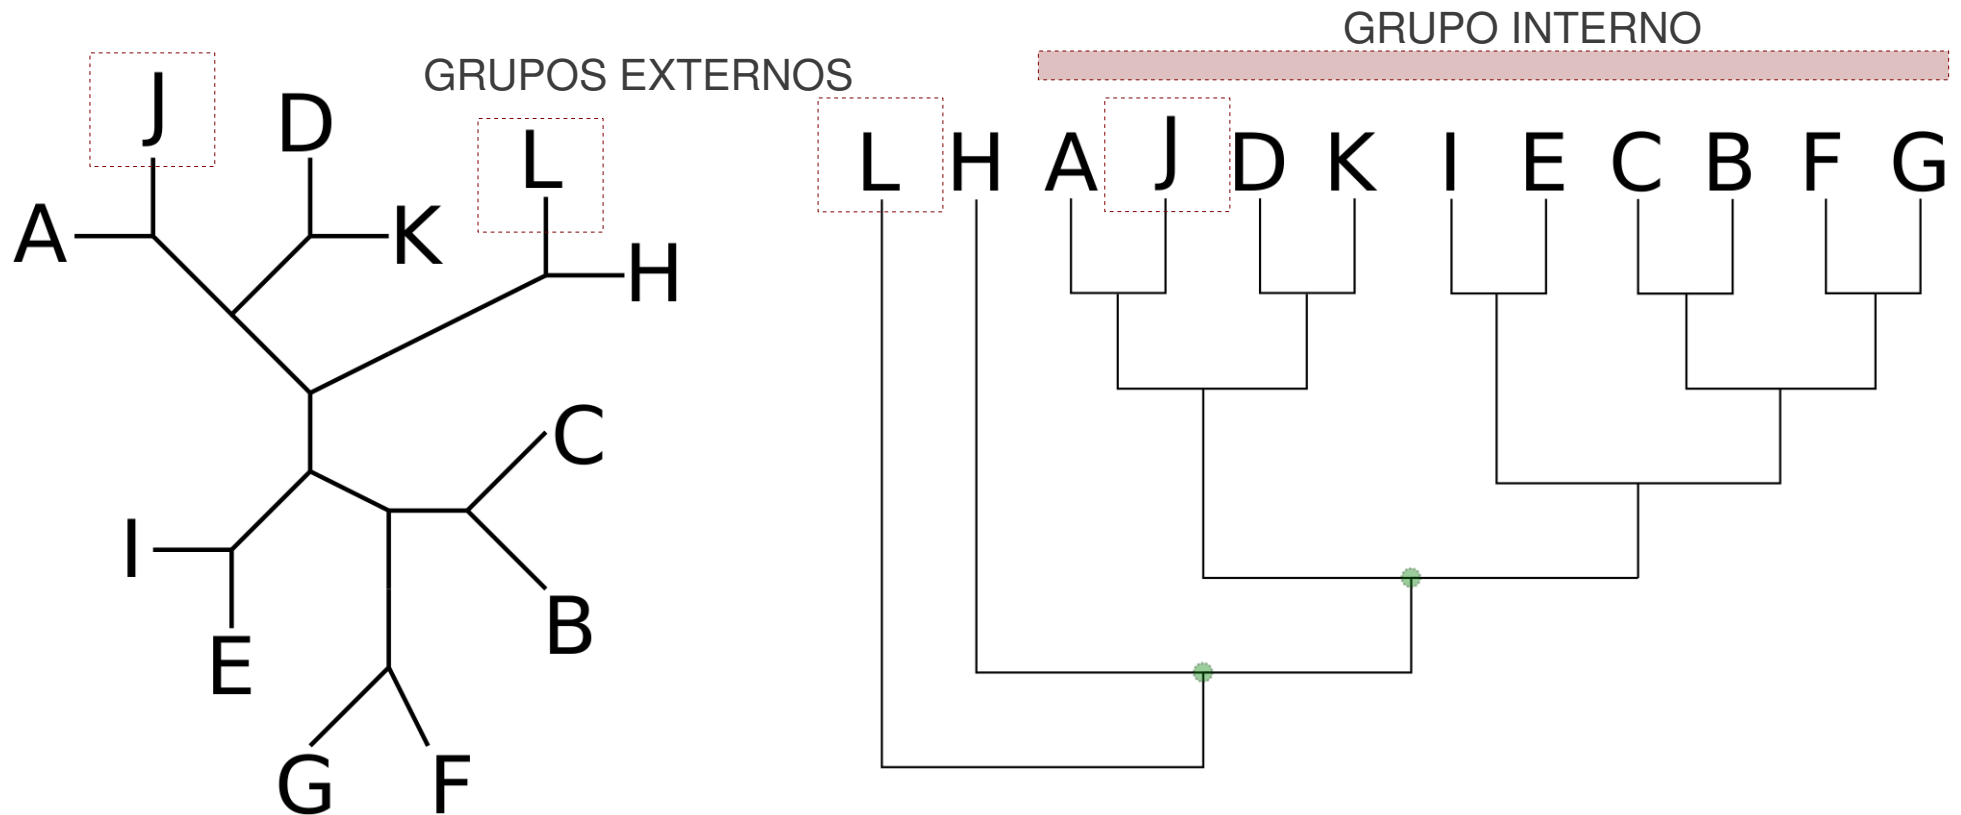 GRUPO INTERNO
GRUPOS EXTERNOS
J
D
L
A
K
H
C
I
B
E
G
F
L H A J D K I E C B F G